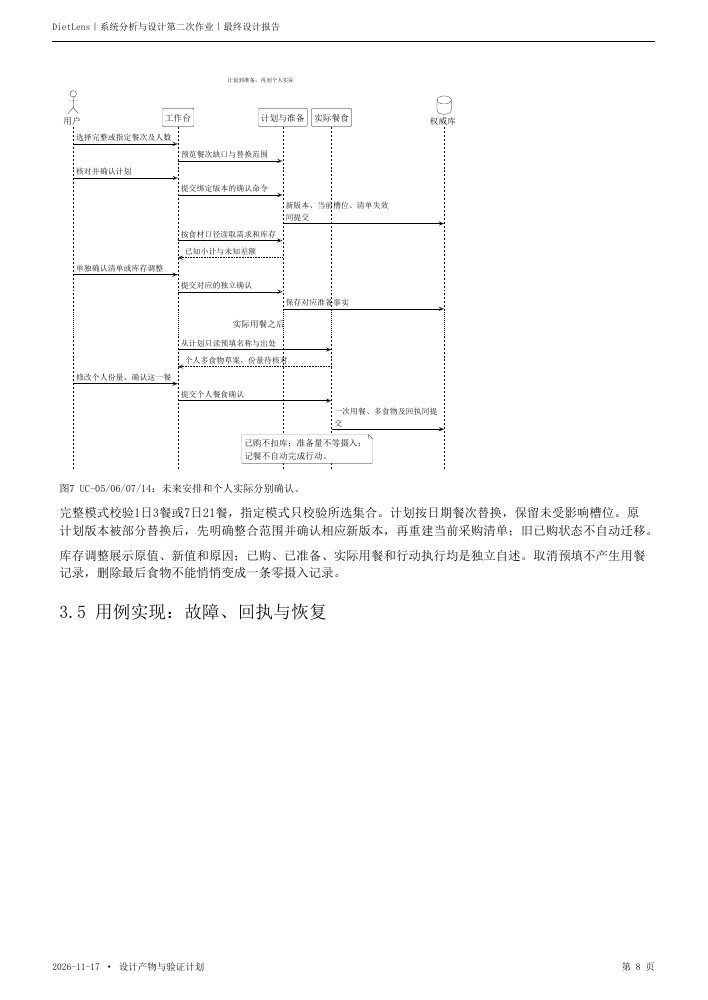 DietLens | 系统分析与设计第二次作业 | 最终设计报告
计划到准备，再到个人实际
用户
工作台
计划与准备
实际餐食
权威库
选择完整或指定餐次及人数
预览餐次缺口与替换范围
核对并确认计划
提交绑定版本的确认命令
新版本、当前槽位、清单失效
同提交
按食材口径读取需求和库存
已知小计与未知差额
单独确认清单或库存调整
提交对应的独立确认
保存对应准备事实
实际用餐之后
从计划只读预填名称与出处
个人多食物草案，份量待核对
修改个人份量，确认这一餐
提交个人餐食确认
一次用餐、多食物及回执同提
交
已购不扣库；准备量不等摄入；
记餐不自动完成行动。
图7 UC-05/06/07/14：未来安排和个人实际分别确认。
完整模式校验1日3餐或7日21餐，指定模式只校验所选集合。计划按日期餐次替换，保留未受影响槽位。原
计划版本被部分替换后，先明确整合范围并确认相应新版本，再重建当前采购清单；旧已购状态不自动迁移。
库存调整展示原值、新值和原因；已购、已准备、实际用餐和行动执行均是独立自述。取消预填不产生用餐
记录，删除最后食物不能悄悄变成一条零摄入记录。
3.5 用例实现：故障、回执与恢复
2026-11-17 • 设计产物与验证计划
第 8 页